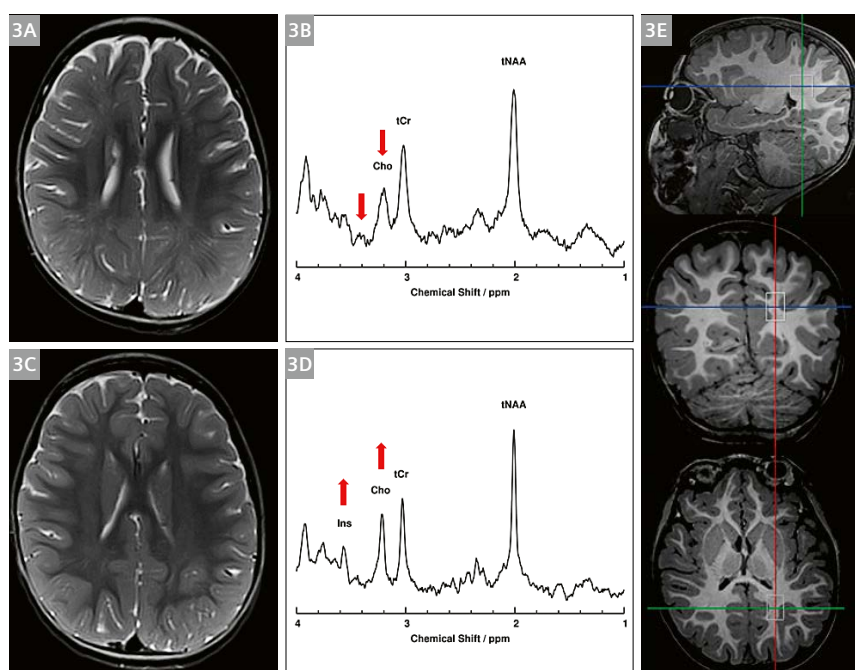 3A
3B
tNAA
tCr
Cho
4 3 2 1
Chemical Shift / ppm
3C
3D
tNAA
tCr
Cho
Ins
4 3 2 1
Chemical Shift / ppm
3E